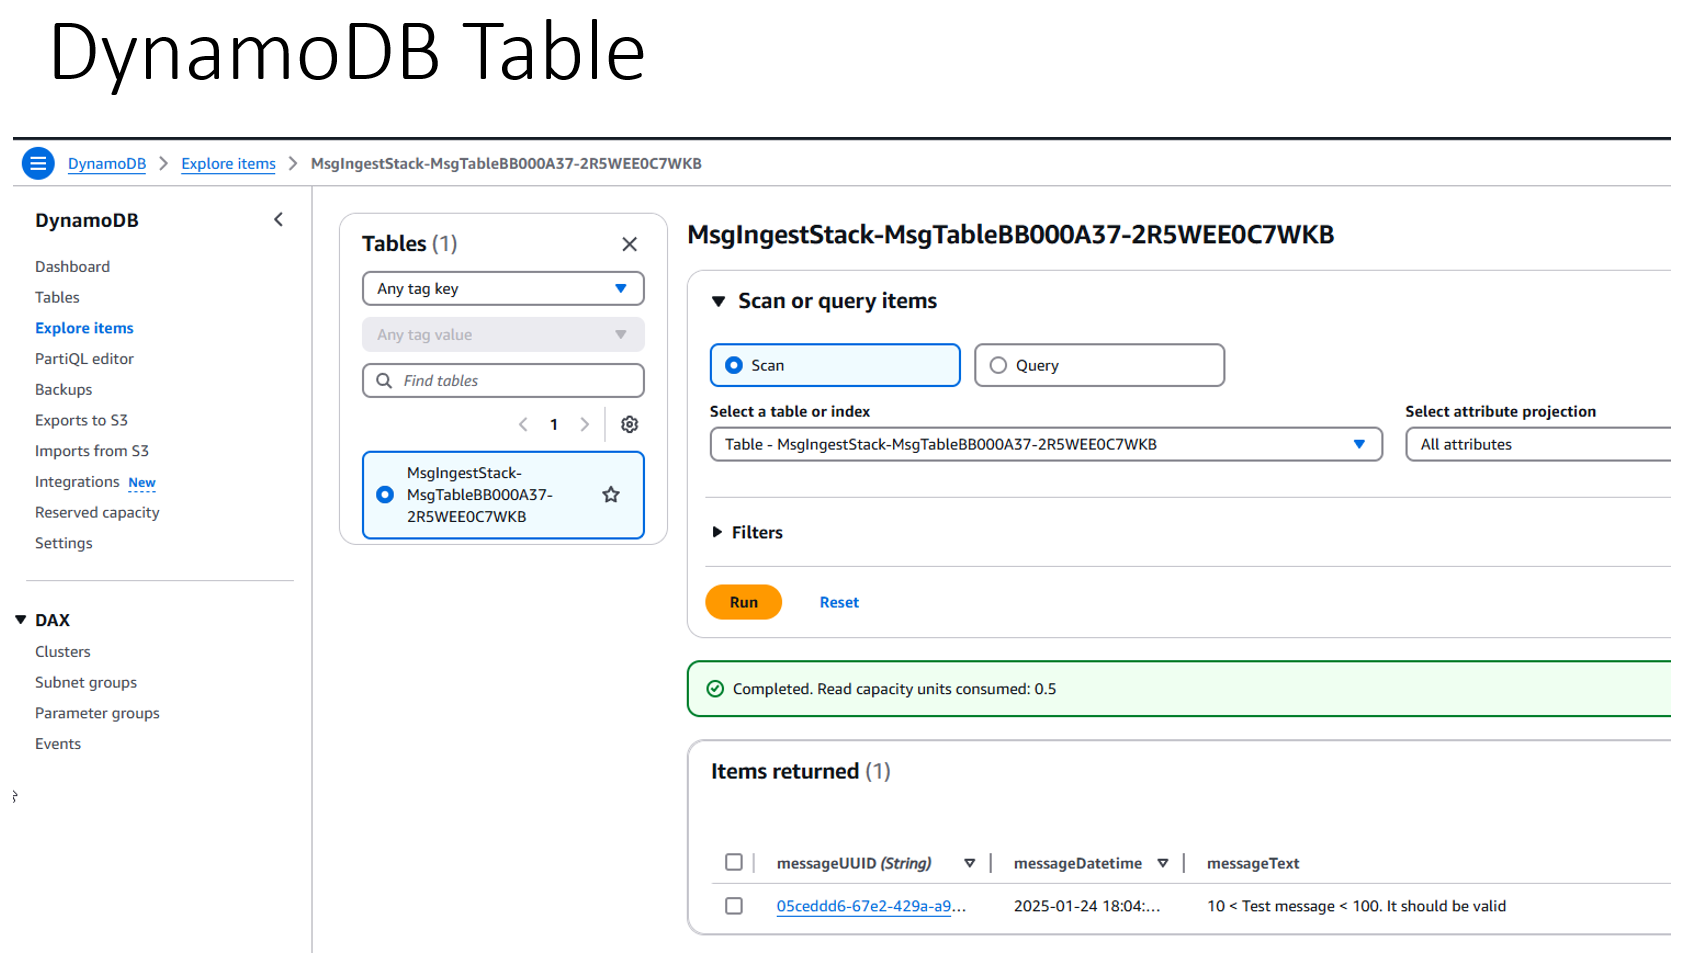 DynamoDB Table
DynamoDB
Explore items
MsgIngestStack-MsgTableBB000A37-2R5WEE0C7WKB
DynamoDB
Dashboard
Tables
Explore items
PartiQL editor
Backups
Exports to S3
Imports from S3
Integrations New
Reserved capacity
Settings
DAX
Clusters
Subnet groups
Parameter groups
Events
Tables (1)
Any tag key
Any tag value
Find tables
1
MsgIngestStack-
MsgTableBB000A37-
2R5WEE0C7WKB
MsgIngestStack-MsgTableBB000A37-2R5WEE0C7WKB
Scan or query items
Scan
Query
Select a table or index
Select attribute projection
Table - MsgIngestStack-MsgTableBB000A37-2R5WEE0C7WKB
All attributes
Filters
Run
Reset
Completed. Read capacity units consumed: 0.5
Items returned (1)
messageUUID (String)
messageDatetime
messageText
05ceddd6-67e2-429a-a9...
2025-01-24 18:04:...
10 < Test message < 100. It should be valid